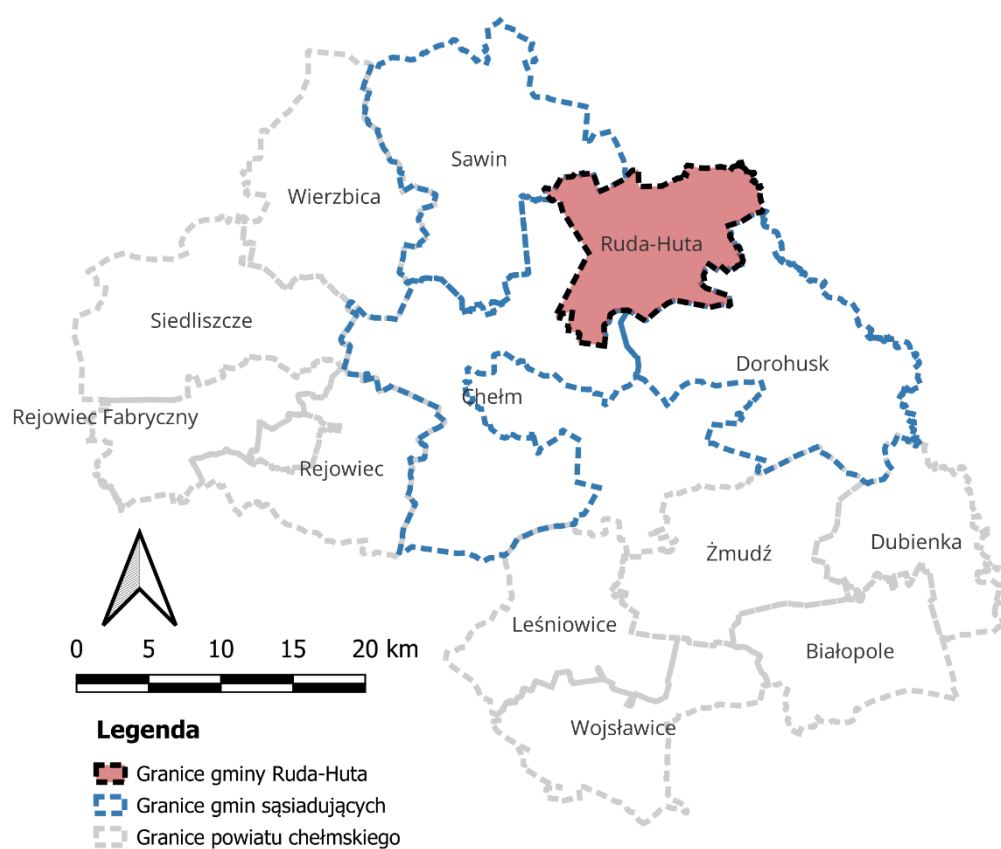 Sawin
Wierzbica
Ruda-Huta
Siedliszcze
Dorohusk
Chełm
Rejowiec Fabryczny
Rejowiec
Żmudź
Dubienka
Leśniowice
Białopole
Wojsławice
0 5 10 15 20 km
Legenda
Granice gminy Ruda-Huta
Granice gmin sąsiadujących
Granice powiatu chełmskiego